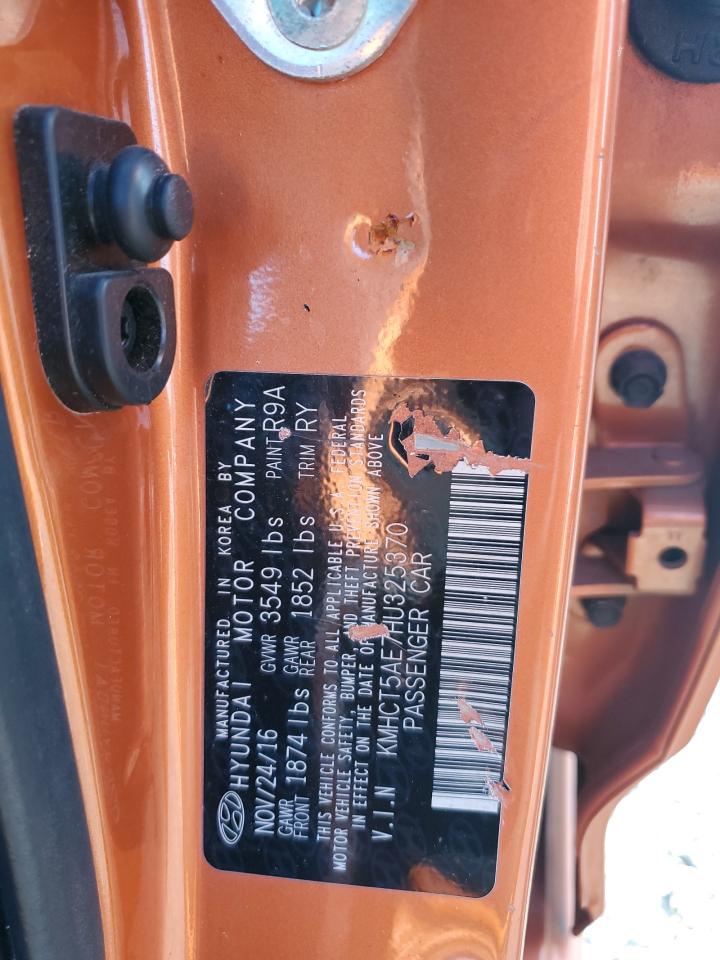 MANUFACTURED IN KOREA BY
HYUNDAI MOTOR COMPANY
NOV/24/16 GVWR 3549 lbs PAINT R9A
GAWR FRONT 1874 lbs GAWR REAR 1852 lbs TRIM RY
THIS VEHICLE CONFORMS TO ALL APPLICABLE U.S.A. FEDERAL
MOTOR VEHICLE SAFETY, BUMPER, AND THEFT PREVENTION STANDARDS
IN EFFECT ON THE DATE OF MANUFACTURE SHOWN ABOVE
V.I.N KMHCT5AE7HU325370
PASSENGER CAR